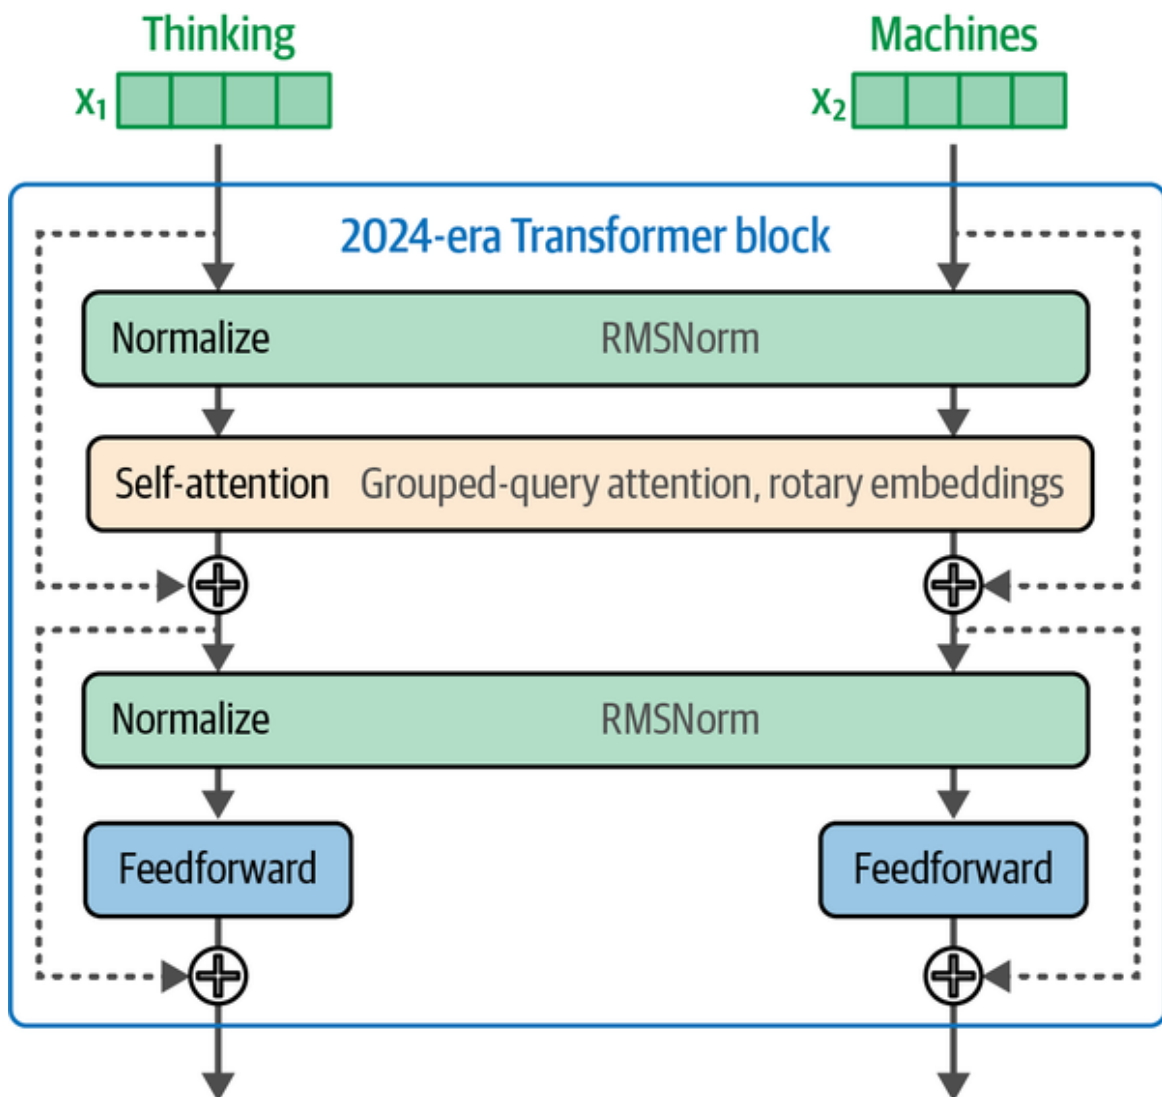 Thinking Machines
x₁ x₂
2024-era Transformer block
Normalize RMSNorm
Self-attention Grouped-query attention, rotary embeddings
Normalize RMSNorm
Feedforward Feedforward